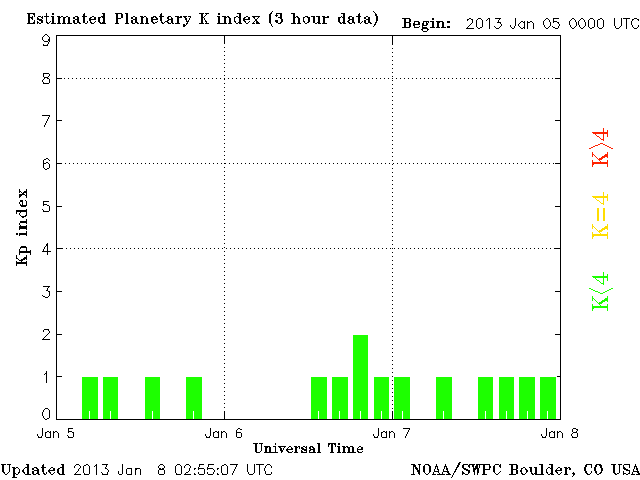 Estimated Planetary K index (3 hour data) Begin: 2013 Jan 05 0000 UTC
9
8
7
6
5
4
3
2
1
0
Kp index
Jan 5 Jan 6 Jan 7 Jan 8
Universal Time
K>4
K=4
K<4
Updated 2013 Jan 8 02:55:07 UTC NOAA/SWPC Boulder, CO USA